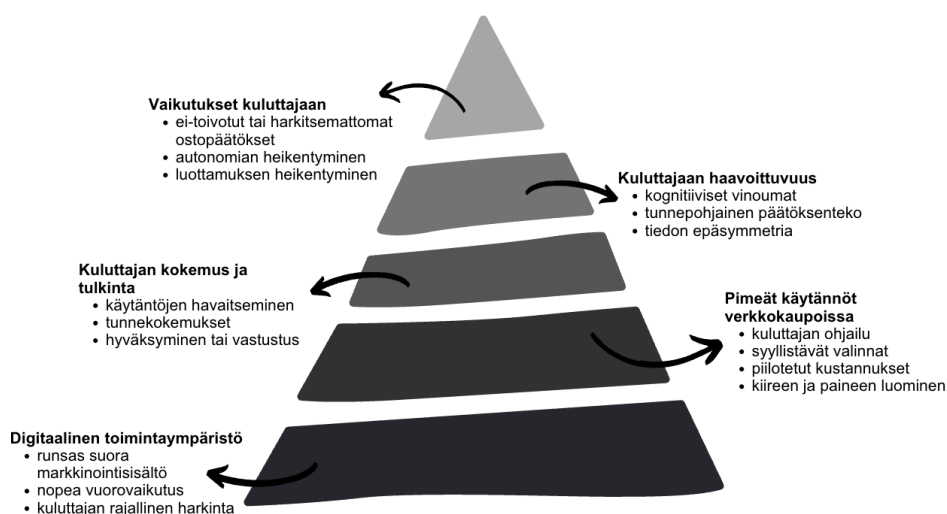 Vaikutukset kuluttajaan
• ei-toivotut tai harkitsemattomat
ostopäätökset
• autonomian heikentyminen
• luottamuksen heikentyminen
Kuluttajaan haavoittuvuus
• kognitiiviset vinoumat
• tunnepohjainen päätöksenteko
• tiedon epäsymmetria
Kuluttajan kokemus ja
tulkinta
• käytäntöjen havaitseminen
• tunnekokemukset
• hyväksyminen tai vastustus
Pimeät käytännöt
verkkokaupoissa
• kuluttajan ohjailu
• syyllistävät valinnat
• piilotetut kustannukset
• kiireen ja paineen luominen
Digitaalinen toimintaympäristö
• runsas suora
markkinointisisältö
• nopea vuorovaikutus
• kuluttajan rajallinen harkinta